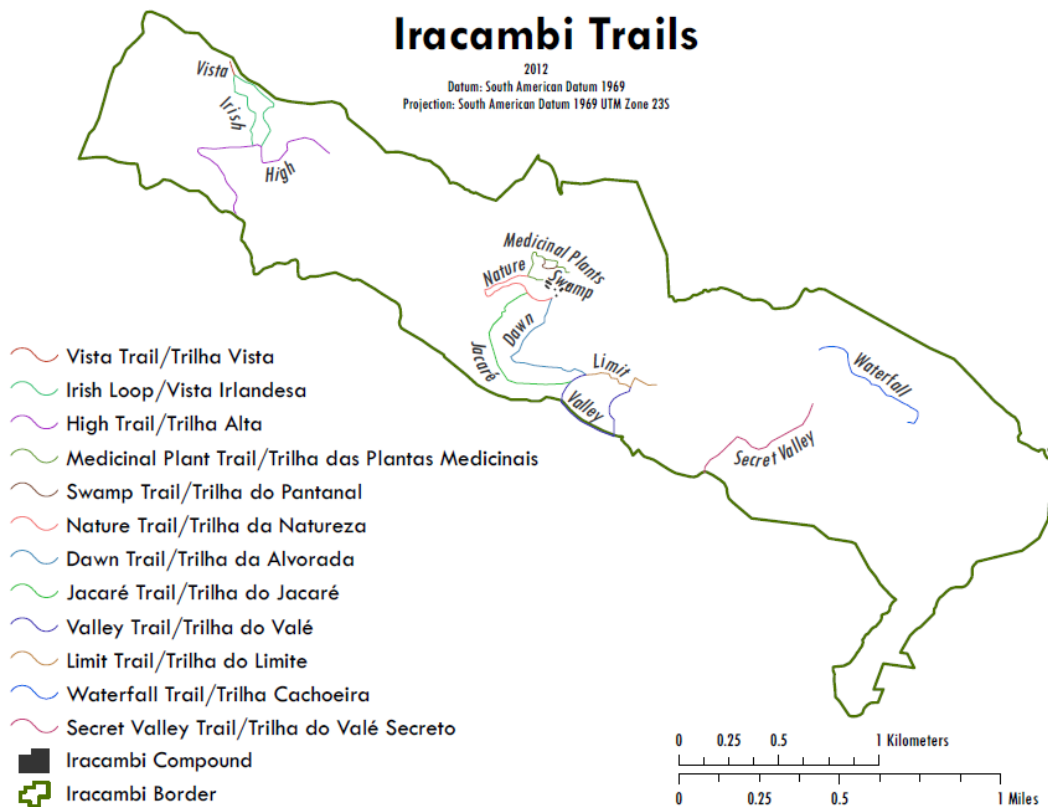 Iracambi Trails
2012
Datum: South American Datum 1969
Projection: South American Datum 1969 UTM Zone 23S
Vista
Irish
High
Medicinal Plants
Nature
Swamp
Dawn
Jacaré
Limit
Valley
Waterfall
Secret Valley
Vista Trail/Trilha Vista
Irish Loop/Vista Irlandesa
High Trail/Trilha Alta
Medicinal Plant Trail/Trilha das Plantas Medicinais
Swamp Trail/Trilha do Pantanal
Nature Trail/Trilha da Natureza
Dawn Trail/Trilha da Alvorada
Jacaré Trail/Trilha do Jacaré
Valley Trail/Trilha do Valé
Limit Trail/Trilha do Limite
Waterfall Trail/Trilha Cachoeira
Secret Valley Trail/Trilha do Valé Secreto
Iracambi Compound
Iracambi Border
0 0.25 0.5 1 Kilometers
0 0.25 0.5 1 Miles